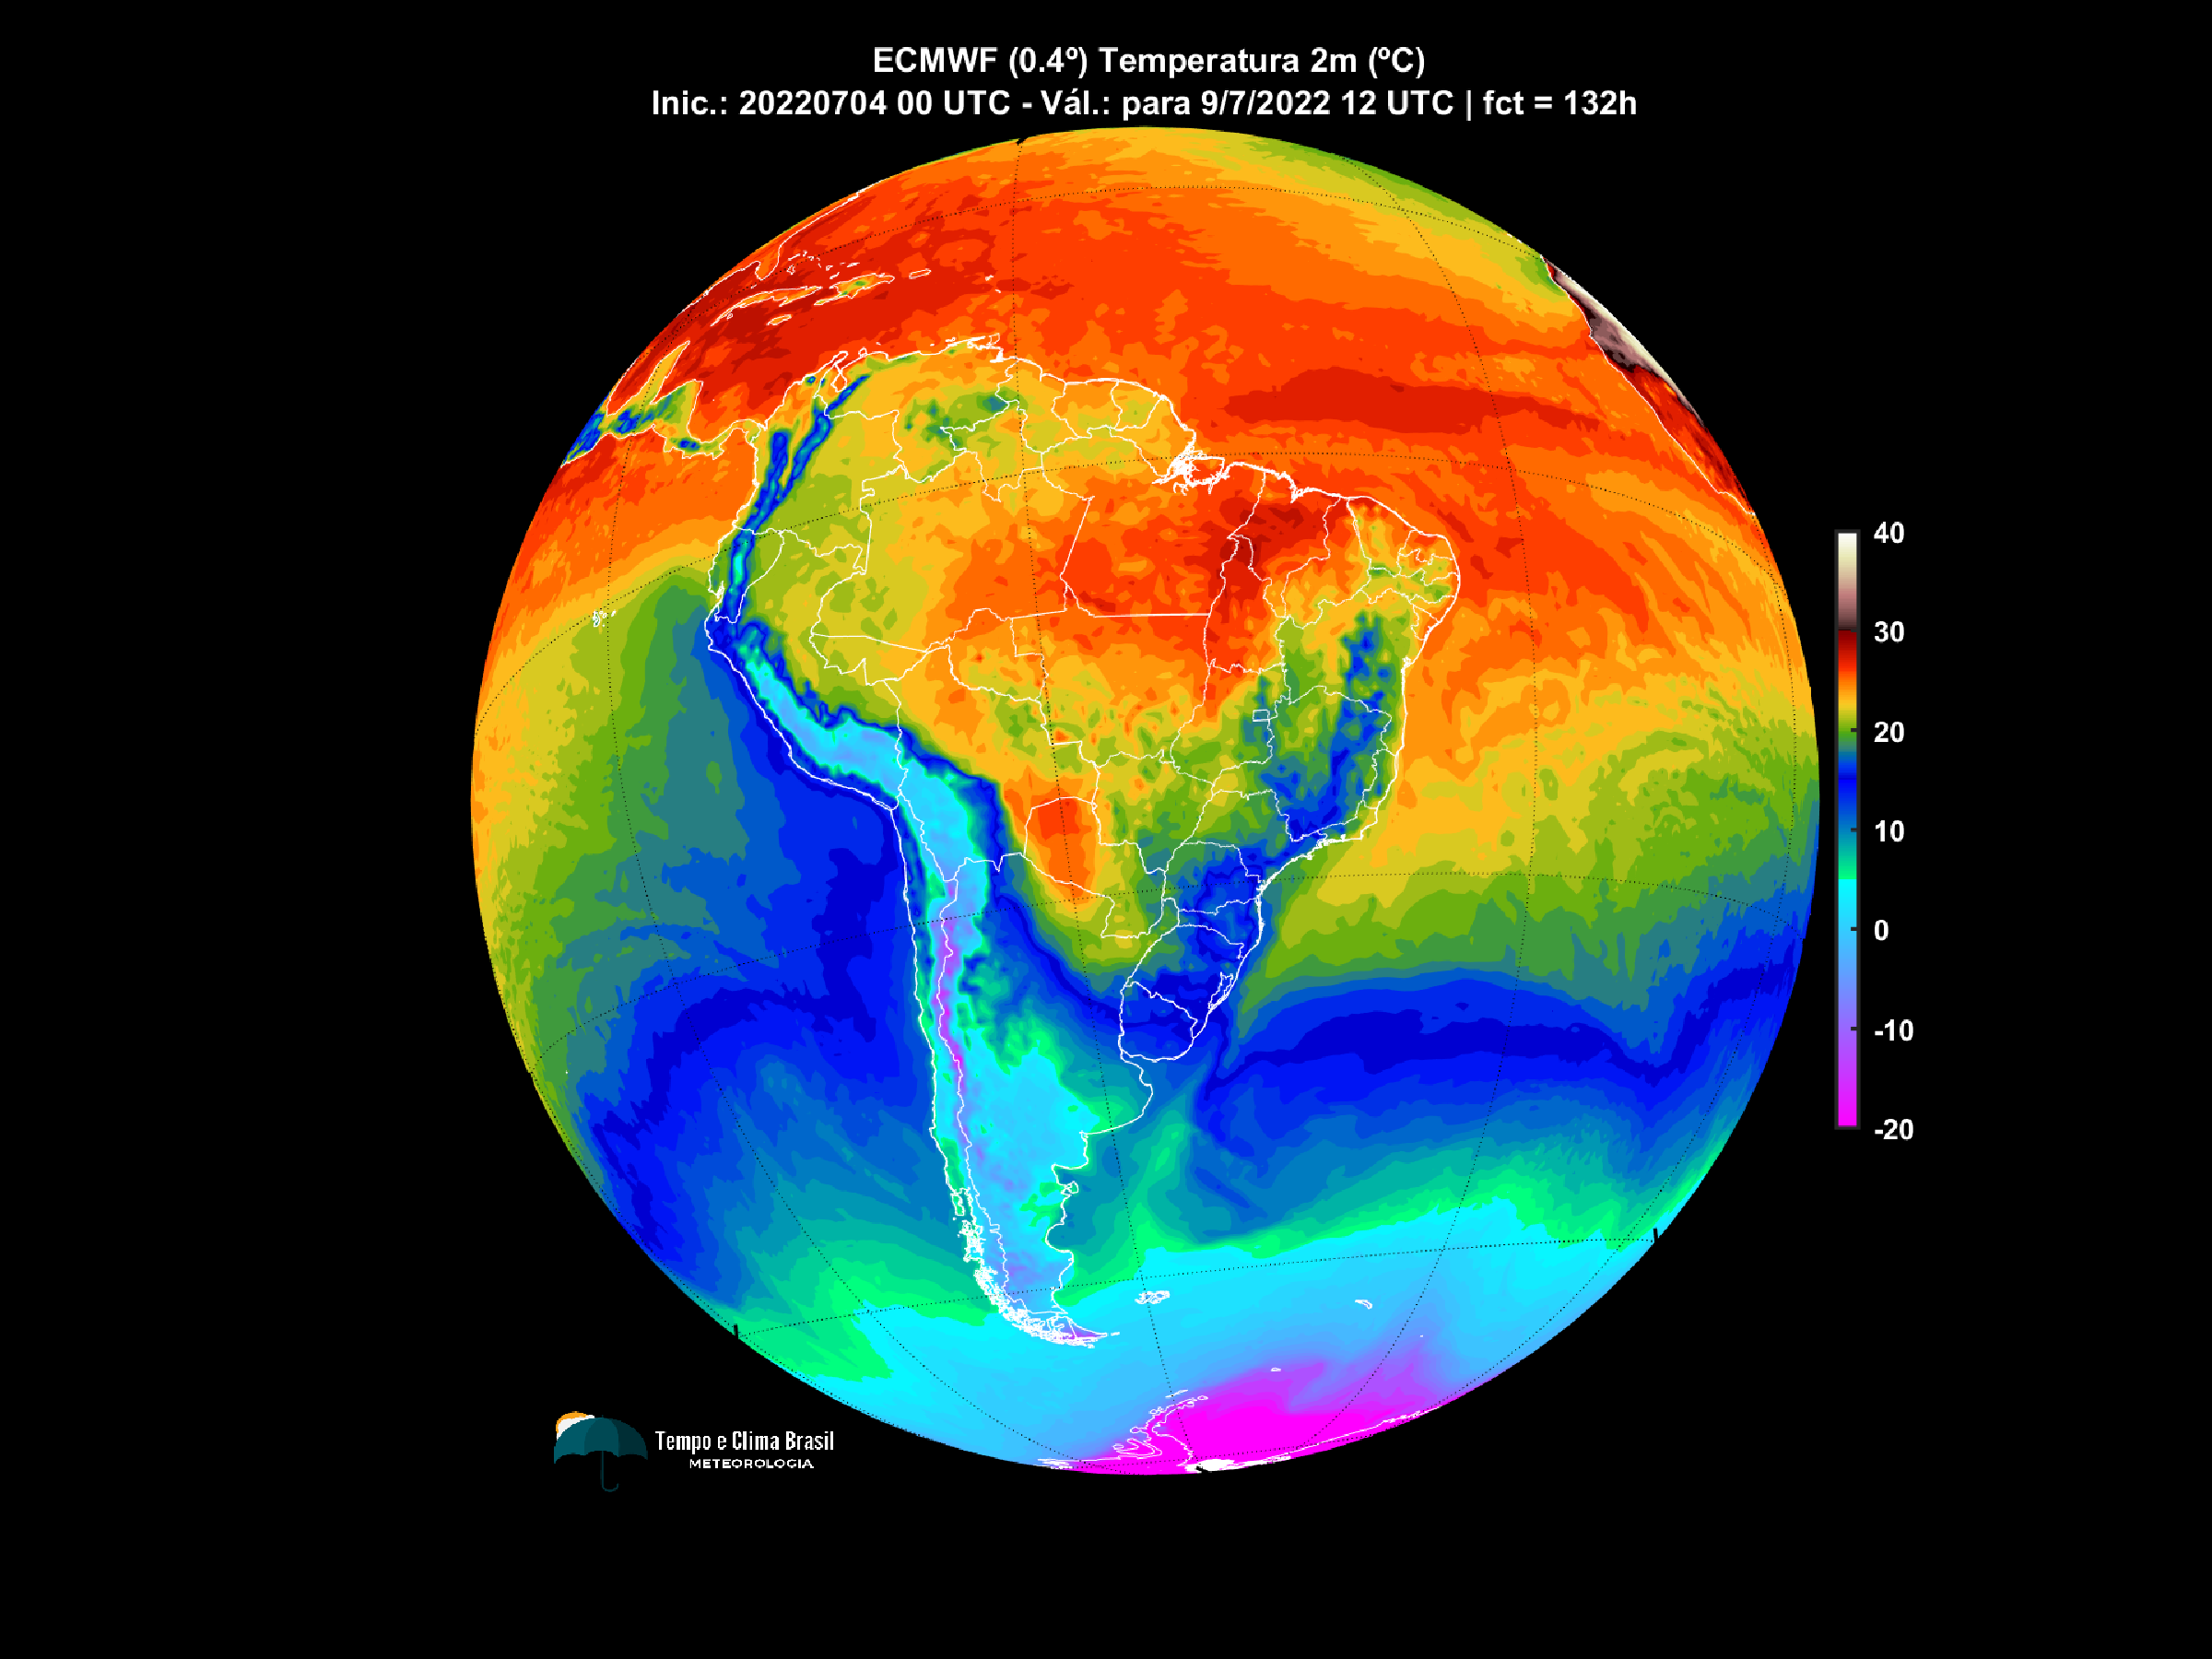 ECMWF (0.4º) Temperatura 2m (ºC)
Inic.: 20220704 00 UTC - Vál.: para 9/7/2022 12 UTC | fct = 132h
40
30
20
10
0
-10
-20
Tempo e Clima Brasil
METEOROLOGIA